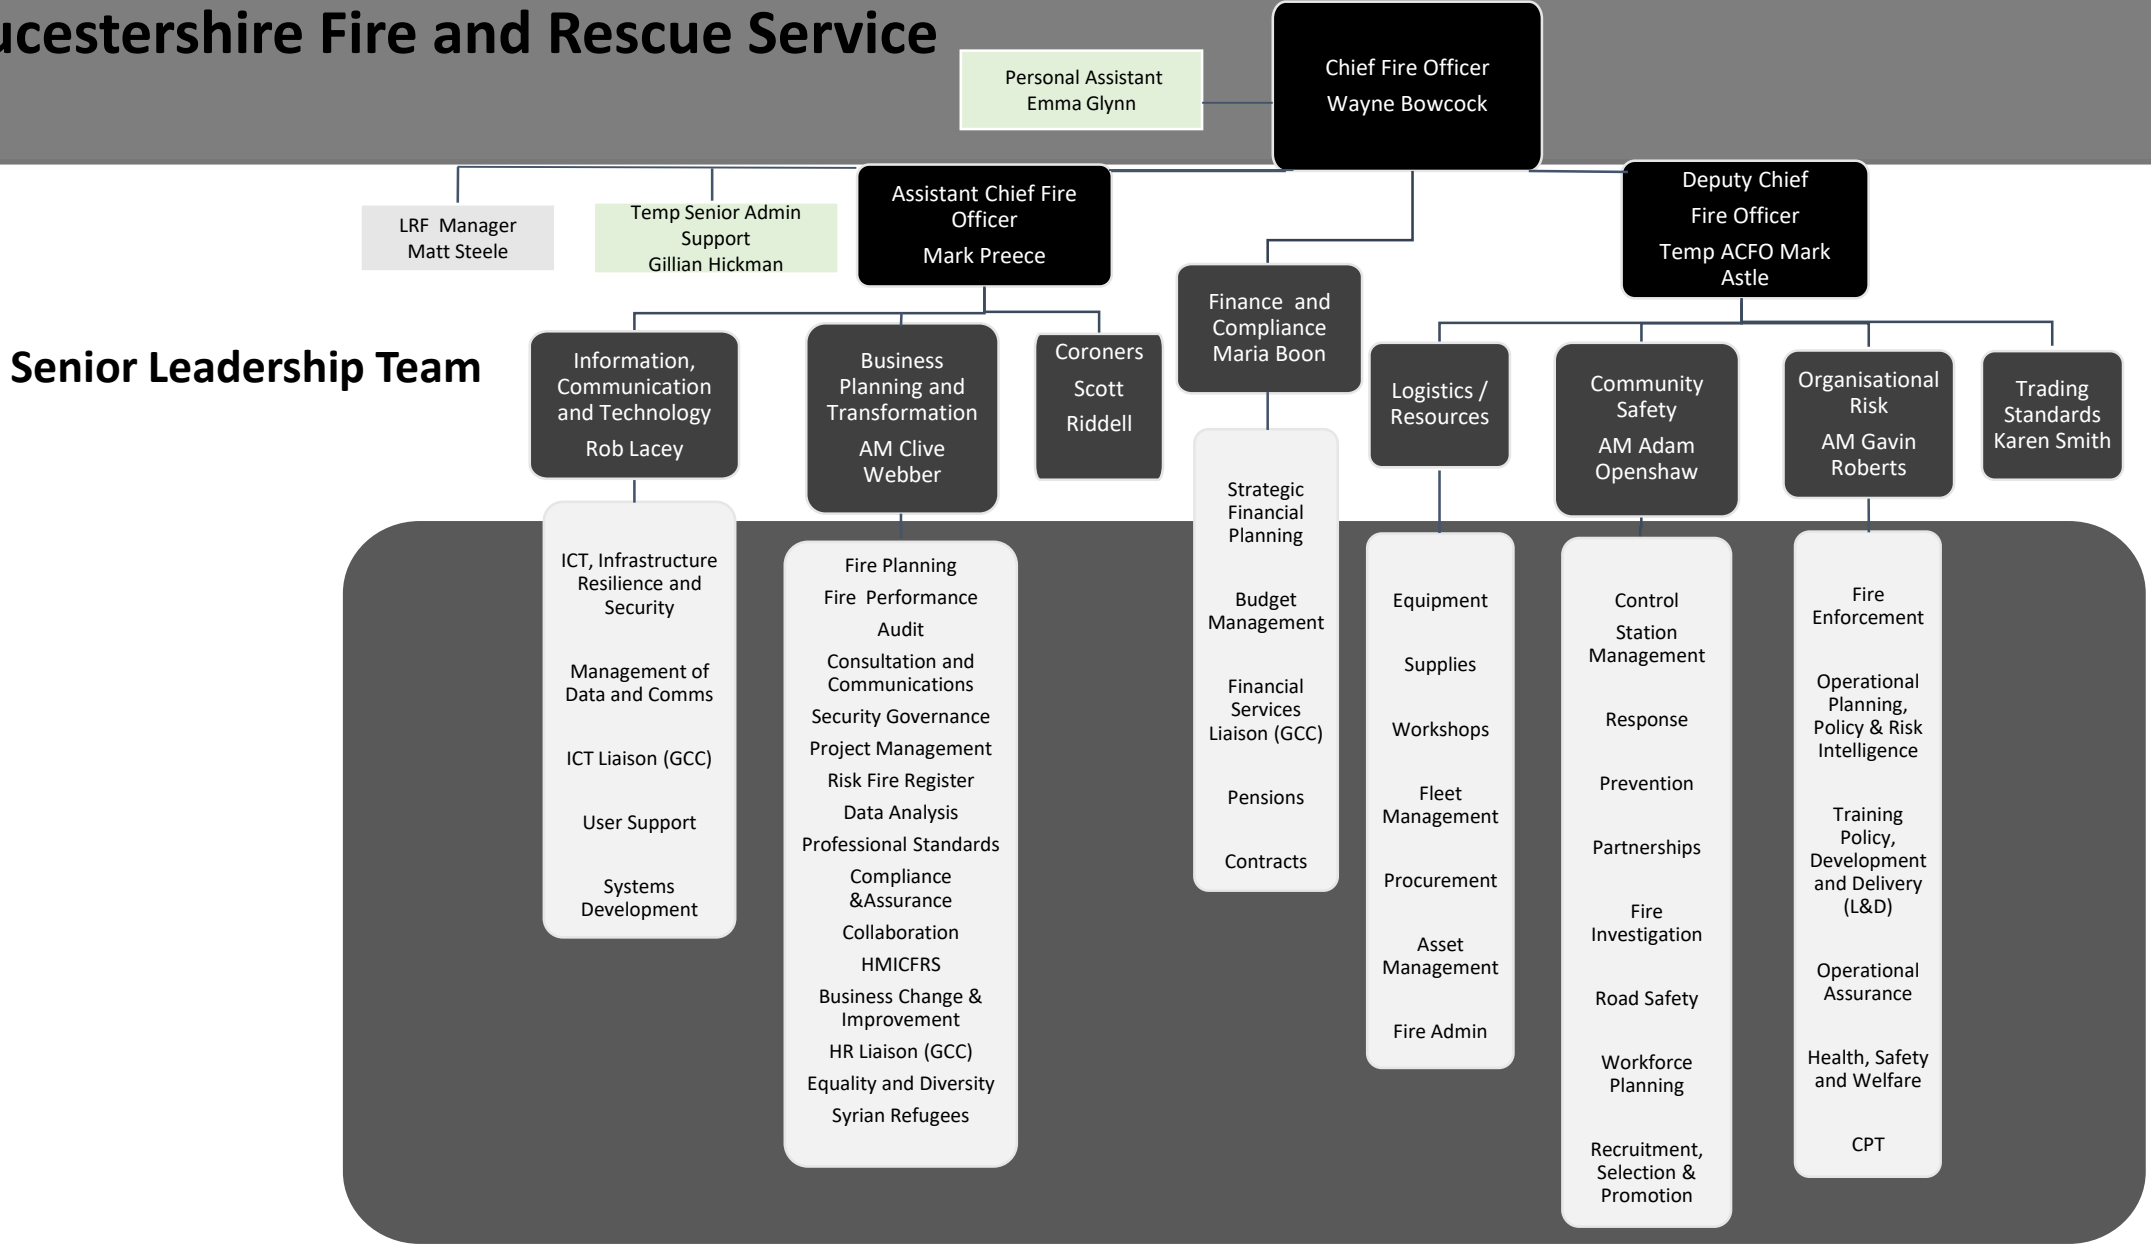 ucestershire Fire and Rescue Service
Personal Assistant
Emma Glynn
Chief Fire Officer
Wayne Bowcock
LRF Manager
Matt Steele
Temp Senior Admin
Support
Gillian Hickman
Assistant Chief Fire
Officer
Mark Preece
Deputy Chief
Fire Officer
Temp ACFO Mark
Astle
Senior Leadership Team
Information,
Communication
and Technology
Rob Lacey
Business
Planning and
Transformation
AM Clive
Webber
Coroners
Scott
Riddell
Finance and
Compliance
Maria Boon
Logistics /
Resources
Community
Safety
AM Adam
Openshaw
Organisational
Risk
AM Gavin
Roberts
Trading
Standards
Karen Smith
ICT, Infrastructure
Resilience and
Security
Management of
Data and Comms
ICT Liaison (GCC)
User Support
Systems
Development
Fire Planning
Fire Performance
Audit
Consultation and
Communications
Security Governance
Project Management
Risk Fire Register
Data Analysis
Professional Standards
Compliance
&Assurance
Collaboration
HMICFRS
Business Change &
Improvement
HR Liaison (GCC)
Equality and Diversity
Syrian Refugees
Strategic
Financial
Planning
Budget
Management
Financial
Services
Liaison (GCC)
Pensions
Contracts
Equipment
Supplies
Workshops
Fleet
Management
Procurement
Asset
Management
Fire Admin
Control
Station
Management
Response
Prevention
Partnerships
Fire
Investigation
Road Safety
Workforce
Planning
Recruitment,
Selection &
Promotion
Fire
Enforcement
Operational
Planning,
Policy & Risk
Intelligence
Training
Policy,
Development
and Delivery
(L&D)
Operational
Assurance
Health, Safety
and Welfare
CPT